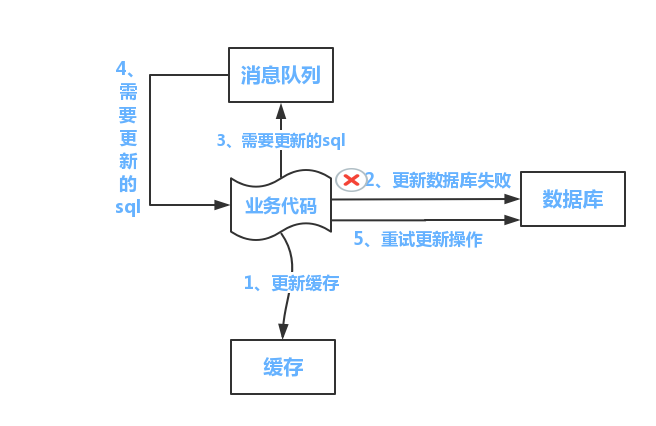 消息队列
4、需要更新的sql
3、需要更新的sql
2、更新数据库失败
业务代码
数据库
5、重试更新操作
1、更新缓存
缓存